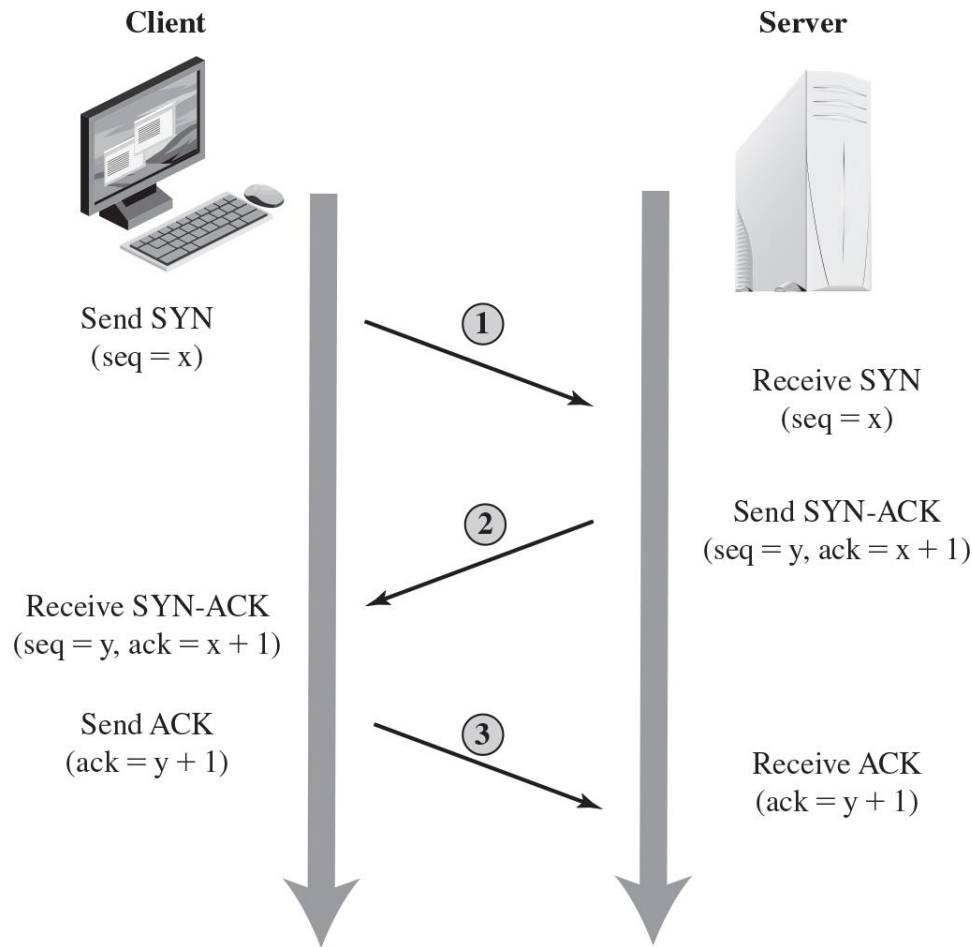 Client
Server
Send SYN
(seq = x)
1
Receive SYN
(seq = x)
Send SYN-ACK
(seq = y, ack = x + 1)
2
Receive SYN-ACK
(seq = y, ack = x + 1)
Send ACK
(ack = y + 1)
3
Receive ACK
(ack = y + 1)